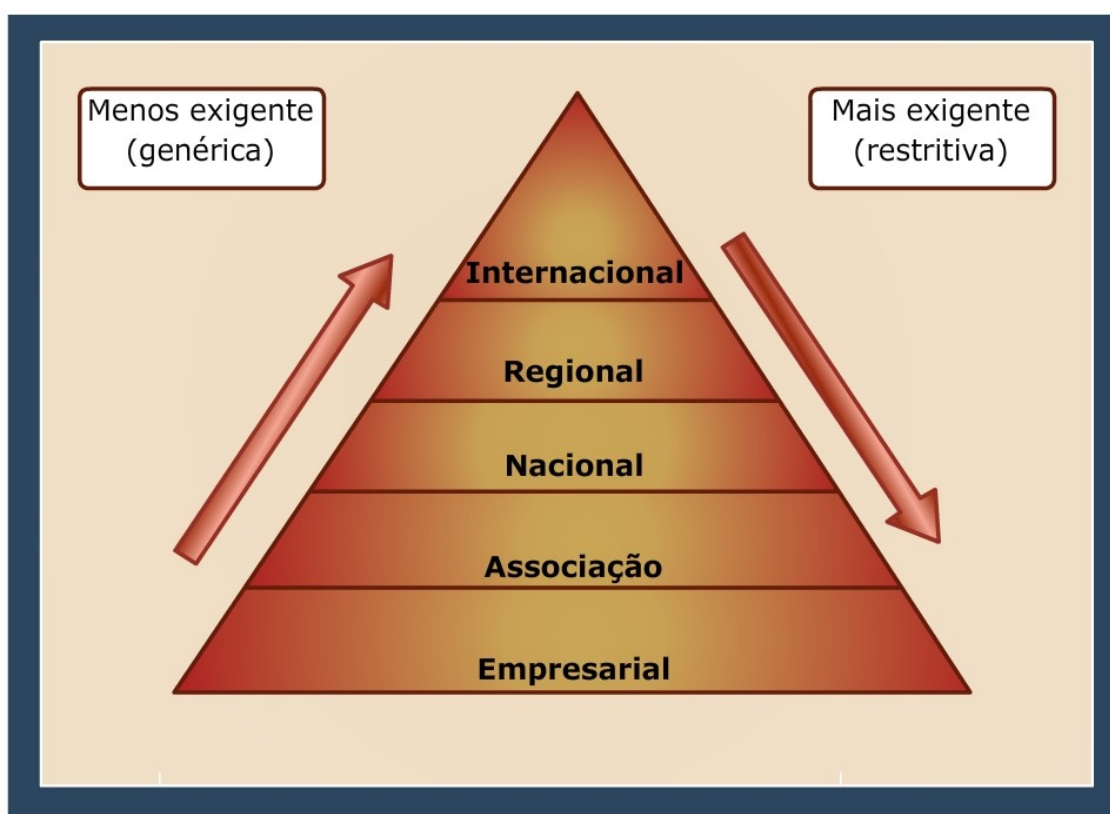 Menos exigente
(genérica)
Mais exigente
(restritiva)
Internacional
Regional
Nacional
Associação
Empresarial